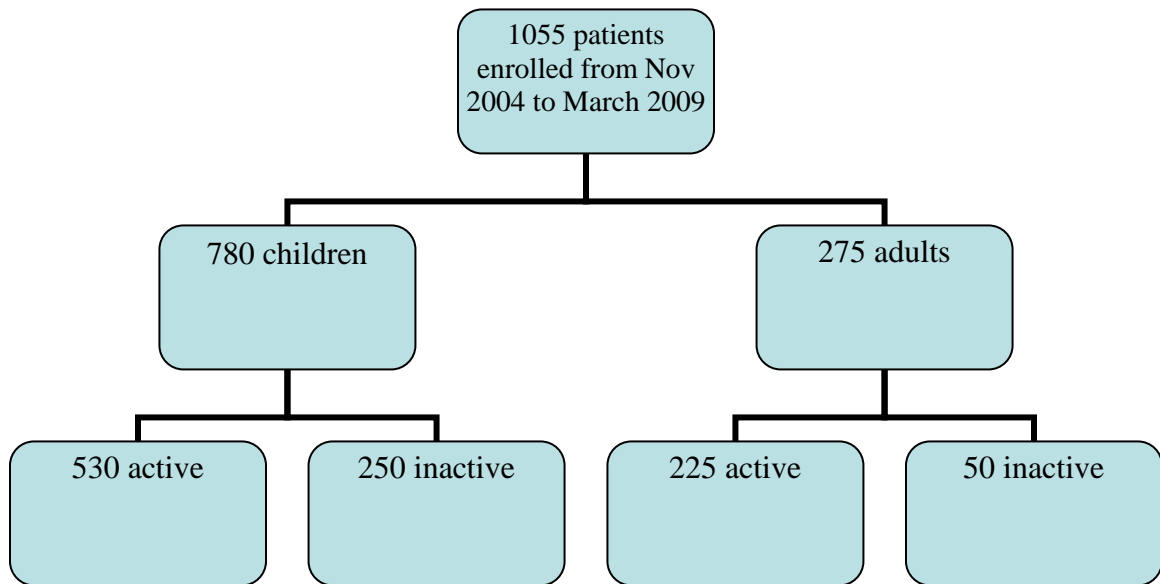 1055 patients
enrolled from Nov
2004 to March 2009
780 children
275 adults
530 active
250 inactive
225 active
50 inactive